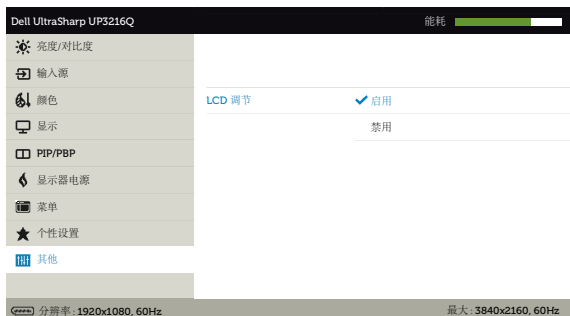 Dell UltraSharp UP3216Q 能耗
亮度/对比度
输入源
颜色
LCD 调节 启用
显示 禁用
PIP/PBP
显示器电源
菜单
个性设置
其他
分辨率: 1920x1080, 60Hz 最大: 3840x2160, 60Hz